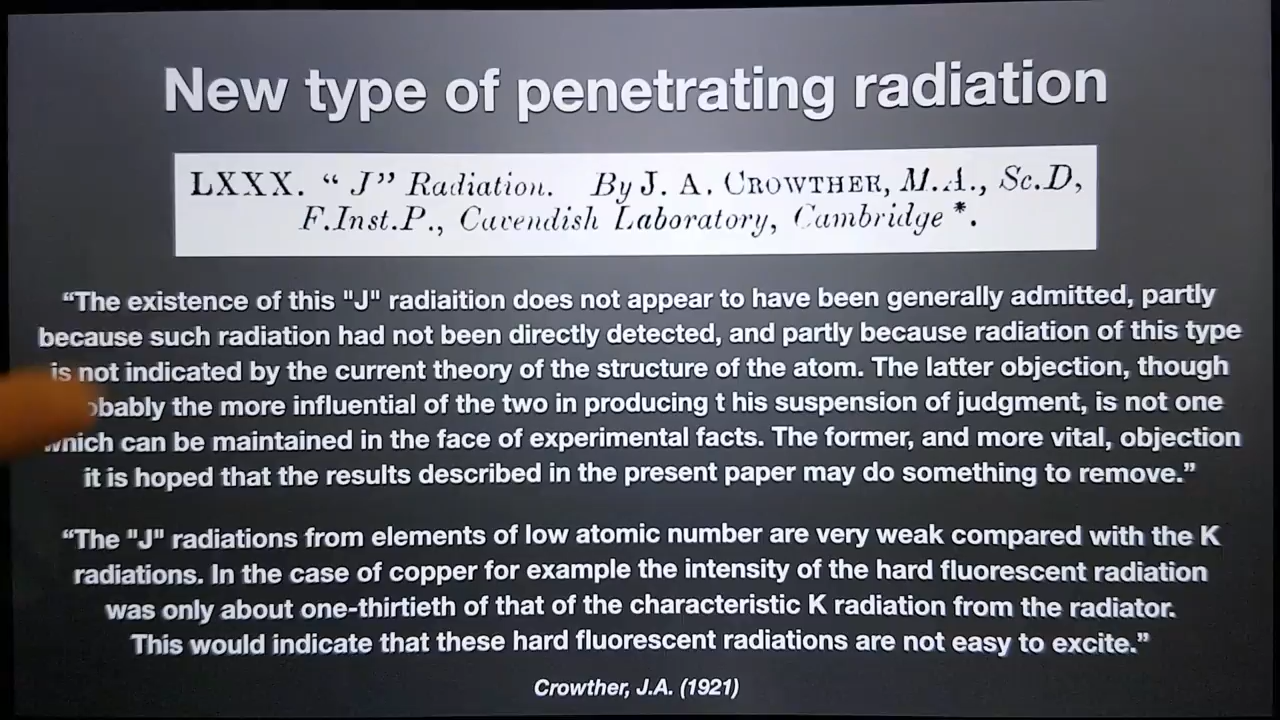 New type of penetrating radiation
LXXX. “ J” Radiation. By J. A. CROWTHER, M.A., Sc.D,
F.Inst.P., Cavendish Laboratory, Cambridge *.
“The existence of this "J" radiaition does not appear to have been generally admitted, partly
because such radiation had not been directly detected, and partly because radiation of this type
is not indicated by the current theory of the structure of the atom. The latter objection, though
the more influential of the two in producing t his suspension of judgment, is not one
which can be maintained in the face of experimental facts. The former, and more vital, objection
it is hoped that the results described in the present paper may do something to remove.”
“The "J" radiations from elements of low atomic number are very weak compared with the K
radiations. In the case of copper for example the intensity of the hard fluorescent radiation
was only about one-thirtieth of that of the characteristic K radiation from the radiator.
This would indicate that these hard fluorescent radiations are not easy to excite.”
Crowther, J.A. (1921)